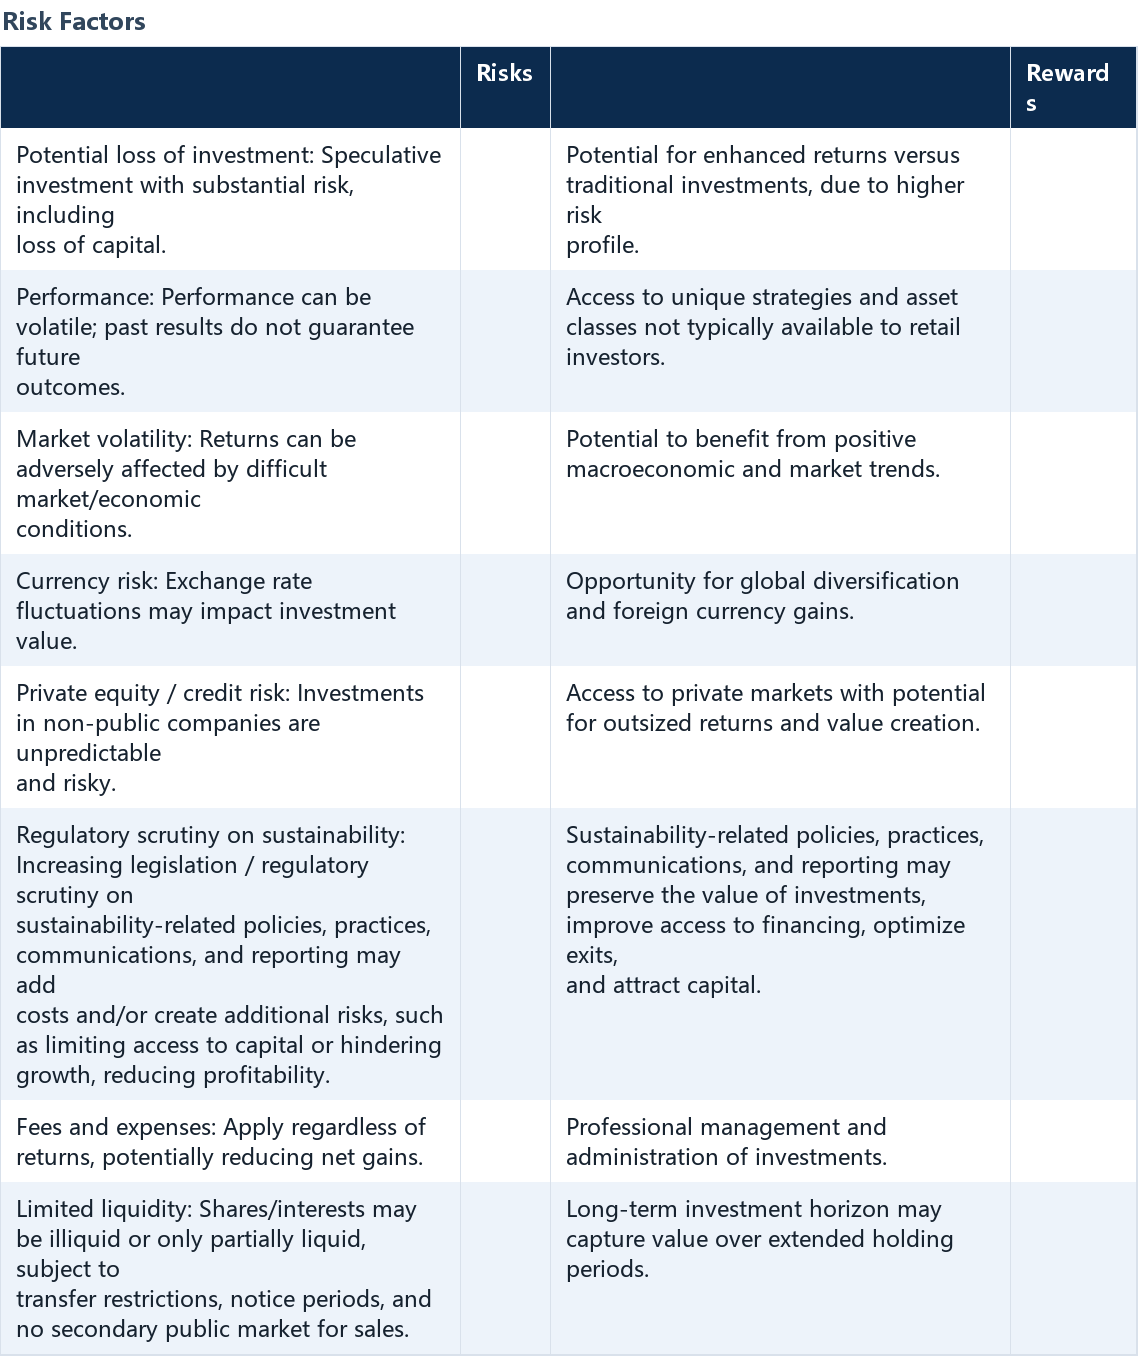 Risk Factors
Risks
Reward
s
Potential loss of investment: Speculative
investment with substantial risk,
including
loss of capital.
Potential for enhanced returns versus
traditional investments, due to higher
risk
profile.
Performance: Performance can be
volatile; past results do not guarantee
future
outcomes.
Access to unique strategies and asset
classes not typically available to retail
investors.
Market volatility: Returns can be
adversely affected by difficult
market/economic
conditions.
Potential to benefit from positive
macroeconomic and market trends.
Currency risk: Exchange rate
fluctuations may impact investment
value.
Opportunity for global diversification
and foreign currency gains.
Private equity / credit risk: Investments
in non-public companies are
unpredictable
and risky.
Access to private markets with potential
for outsized returns and value creation.
Regulatory scrutiny on sustainability:
Increasing legislation / regulatory
scrutiny on
sustainability-related policies, practices,
communications, and reporting may
add
costs and/or create additional risks, such
as limiting access to capital or hindering
growth, reducing profitability.
Sustainability-related policies, practices,
communications, and reporting may
preserve the value of investments,
improve access to financing, optimize
exits,
and attract capital.
Fees and expenses: Apply regardless of
returns, potentially reducing net gains.
Professional management and
administration of investments.
Limited liquidity: Shares/interests may
be illiquid or only partially liquid,
subject to
transfer restrictions, notice periods, and
no secondary public market for sales.
Long-term investment horizon may
capture value over extended holding
periods.